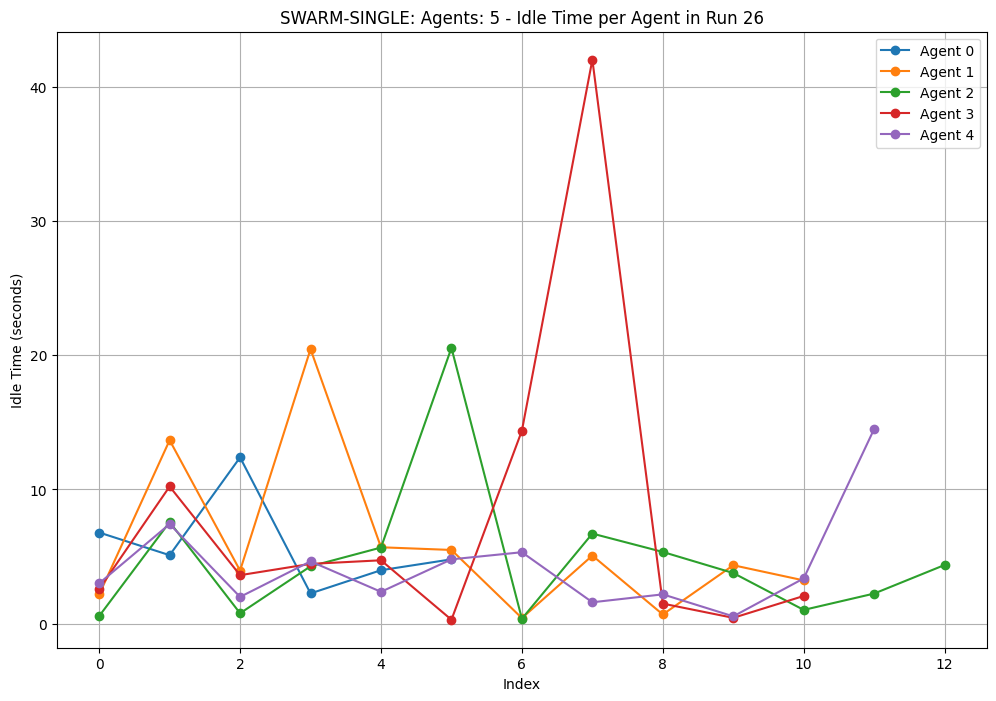 SWARM-SINGLE: Agents: 5 - Idle Time per Agent in Run 26
Agent 0
Agent 1
Agent 2
Agent 3
Agent 4
Idle Time (seconds)
40
30
20
10
0
0 2 4 6 8 10 12
Index